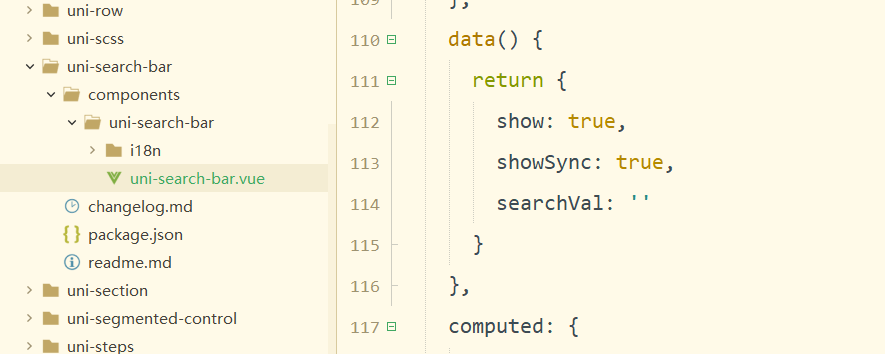 uni-row
uni-scss
uni-search-bar
components
uni-search-bar
i18n
uni-search-bar.vue
changelog.md
package.json
readme.md
uni-section
uni-segmented-control
uni-steps
109 },
110 data() {
111 return {
112 show: true,
113 showSync: true,
114 searchVal: ''
115 }
116 },
117 computed: {